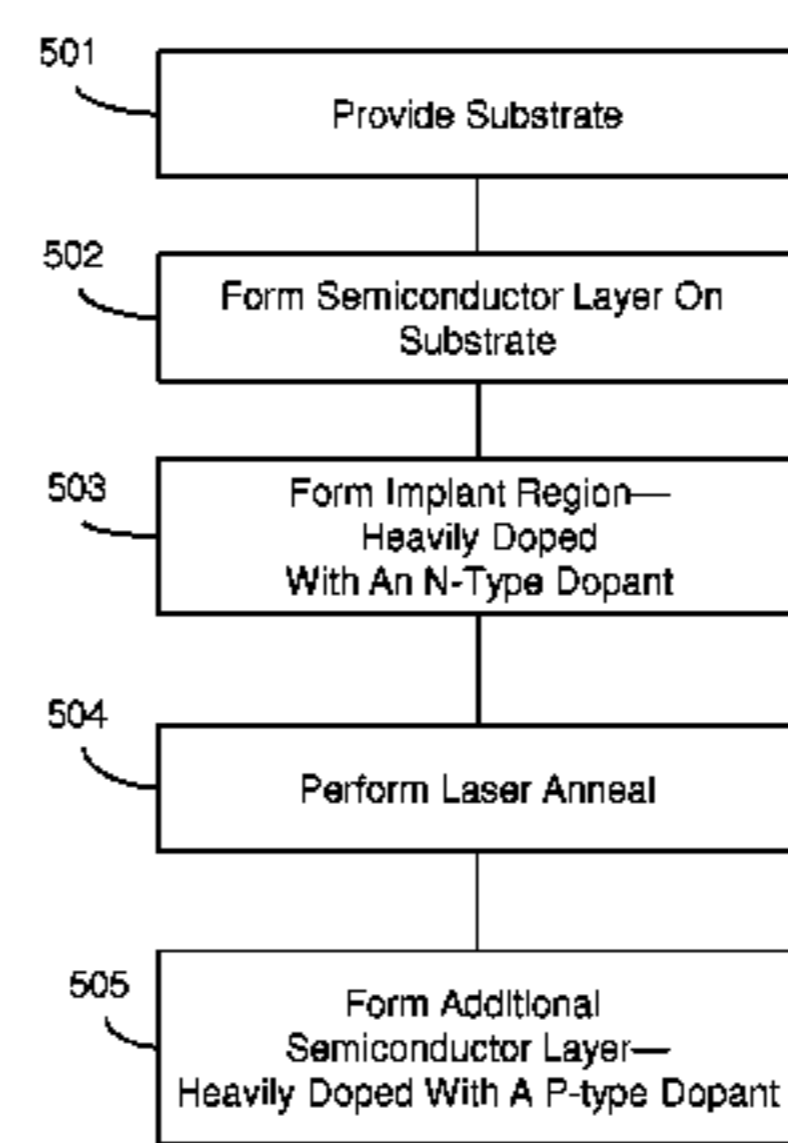 501
Provide Substrate
502
Form Semiconductor Layer On
Substrate
503
Form Implant Region—
Heavily Doped
With An N-Type Dopant
504
Perform Laser Anneal
505
Form Additional
Semiconductor Layer—
Heavily Doped With A P-type Dopant